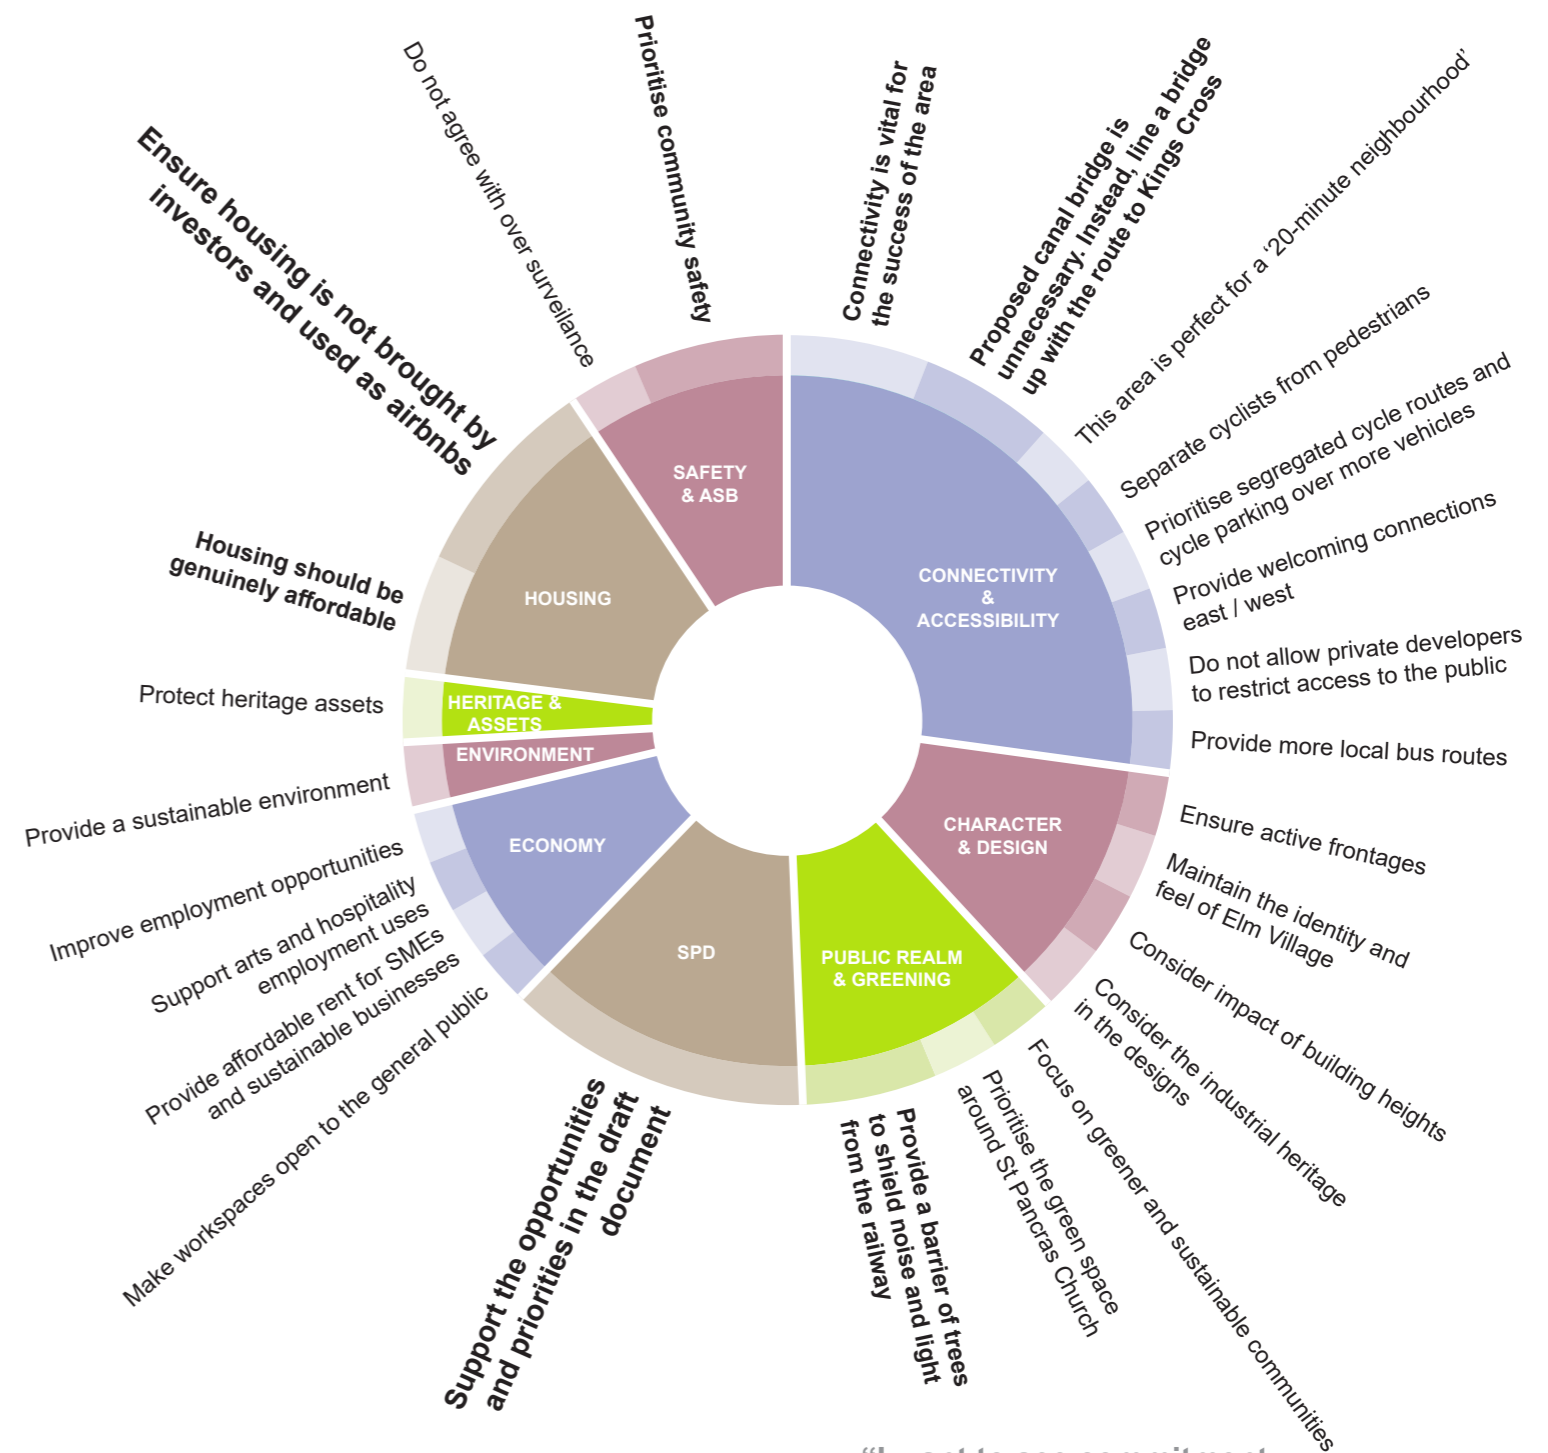 Prioritise community safety
Do not agree with over surveilance
Ensure housing is not brought by
investors and used as airbnbs
Housing should be
genuinely affordable
Protect heritage assets
Provide a sustainable environment
Improve employment opportunities
Support arts and hospitality
employment uses
Provide affordable rent for SMEs
and sustainable businesses
Make workspaces open to the general public
Support the opportunities
and priorities in the draft
document
Connectivity is vital for
the success of the area
Proposed canal bridge is
unnecessary. Instead, line a bridge
up with the route to Kings Cross
This area is perfect for a ‘20-minute neighbourhood’
Separate cyclists from pedestrians
Prioritise segregated cycle routes and
cycle parking over more vehicles
Provide welcoming connections
east / west
Do not allow private developers
to restrict access to the public
Provide more local bus routes
Ensure active frontages
Maintain the identity and
feel of Elm Village
Consider impact of building heights
Consider the industrial heritage
in the designs
Focus on greener and sustainable communities
Prioritise the green space
around St Pancras Church
Provide a barrier of trees
to shield noise and light
from the railway
SAFETY
& ASB
CONNECTIVITY
&
ACCESSIBILITY
HOUSING
HERITAGE &
ASSETS
ENVIRONMENT
ECONOMY
SPD
PUBLIC REALM
& GREENING
CHARACTER
& DESIGN